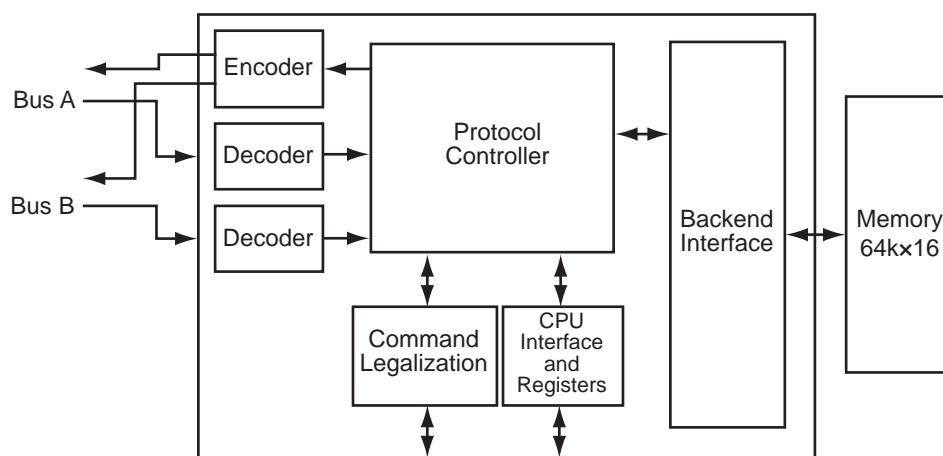 Encoder
Bus A
Decoder
Protocol
Controller
Bus B
Decoder
Backend
Interface
Memory
64k×16
Command
Legalization
CPU
Interface
and
Registers